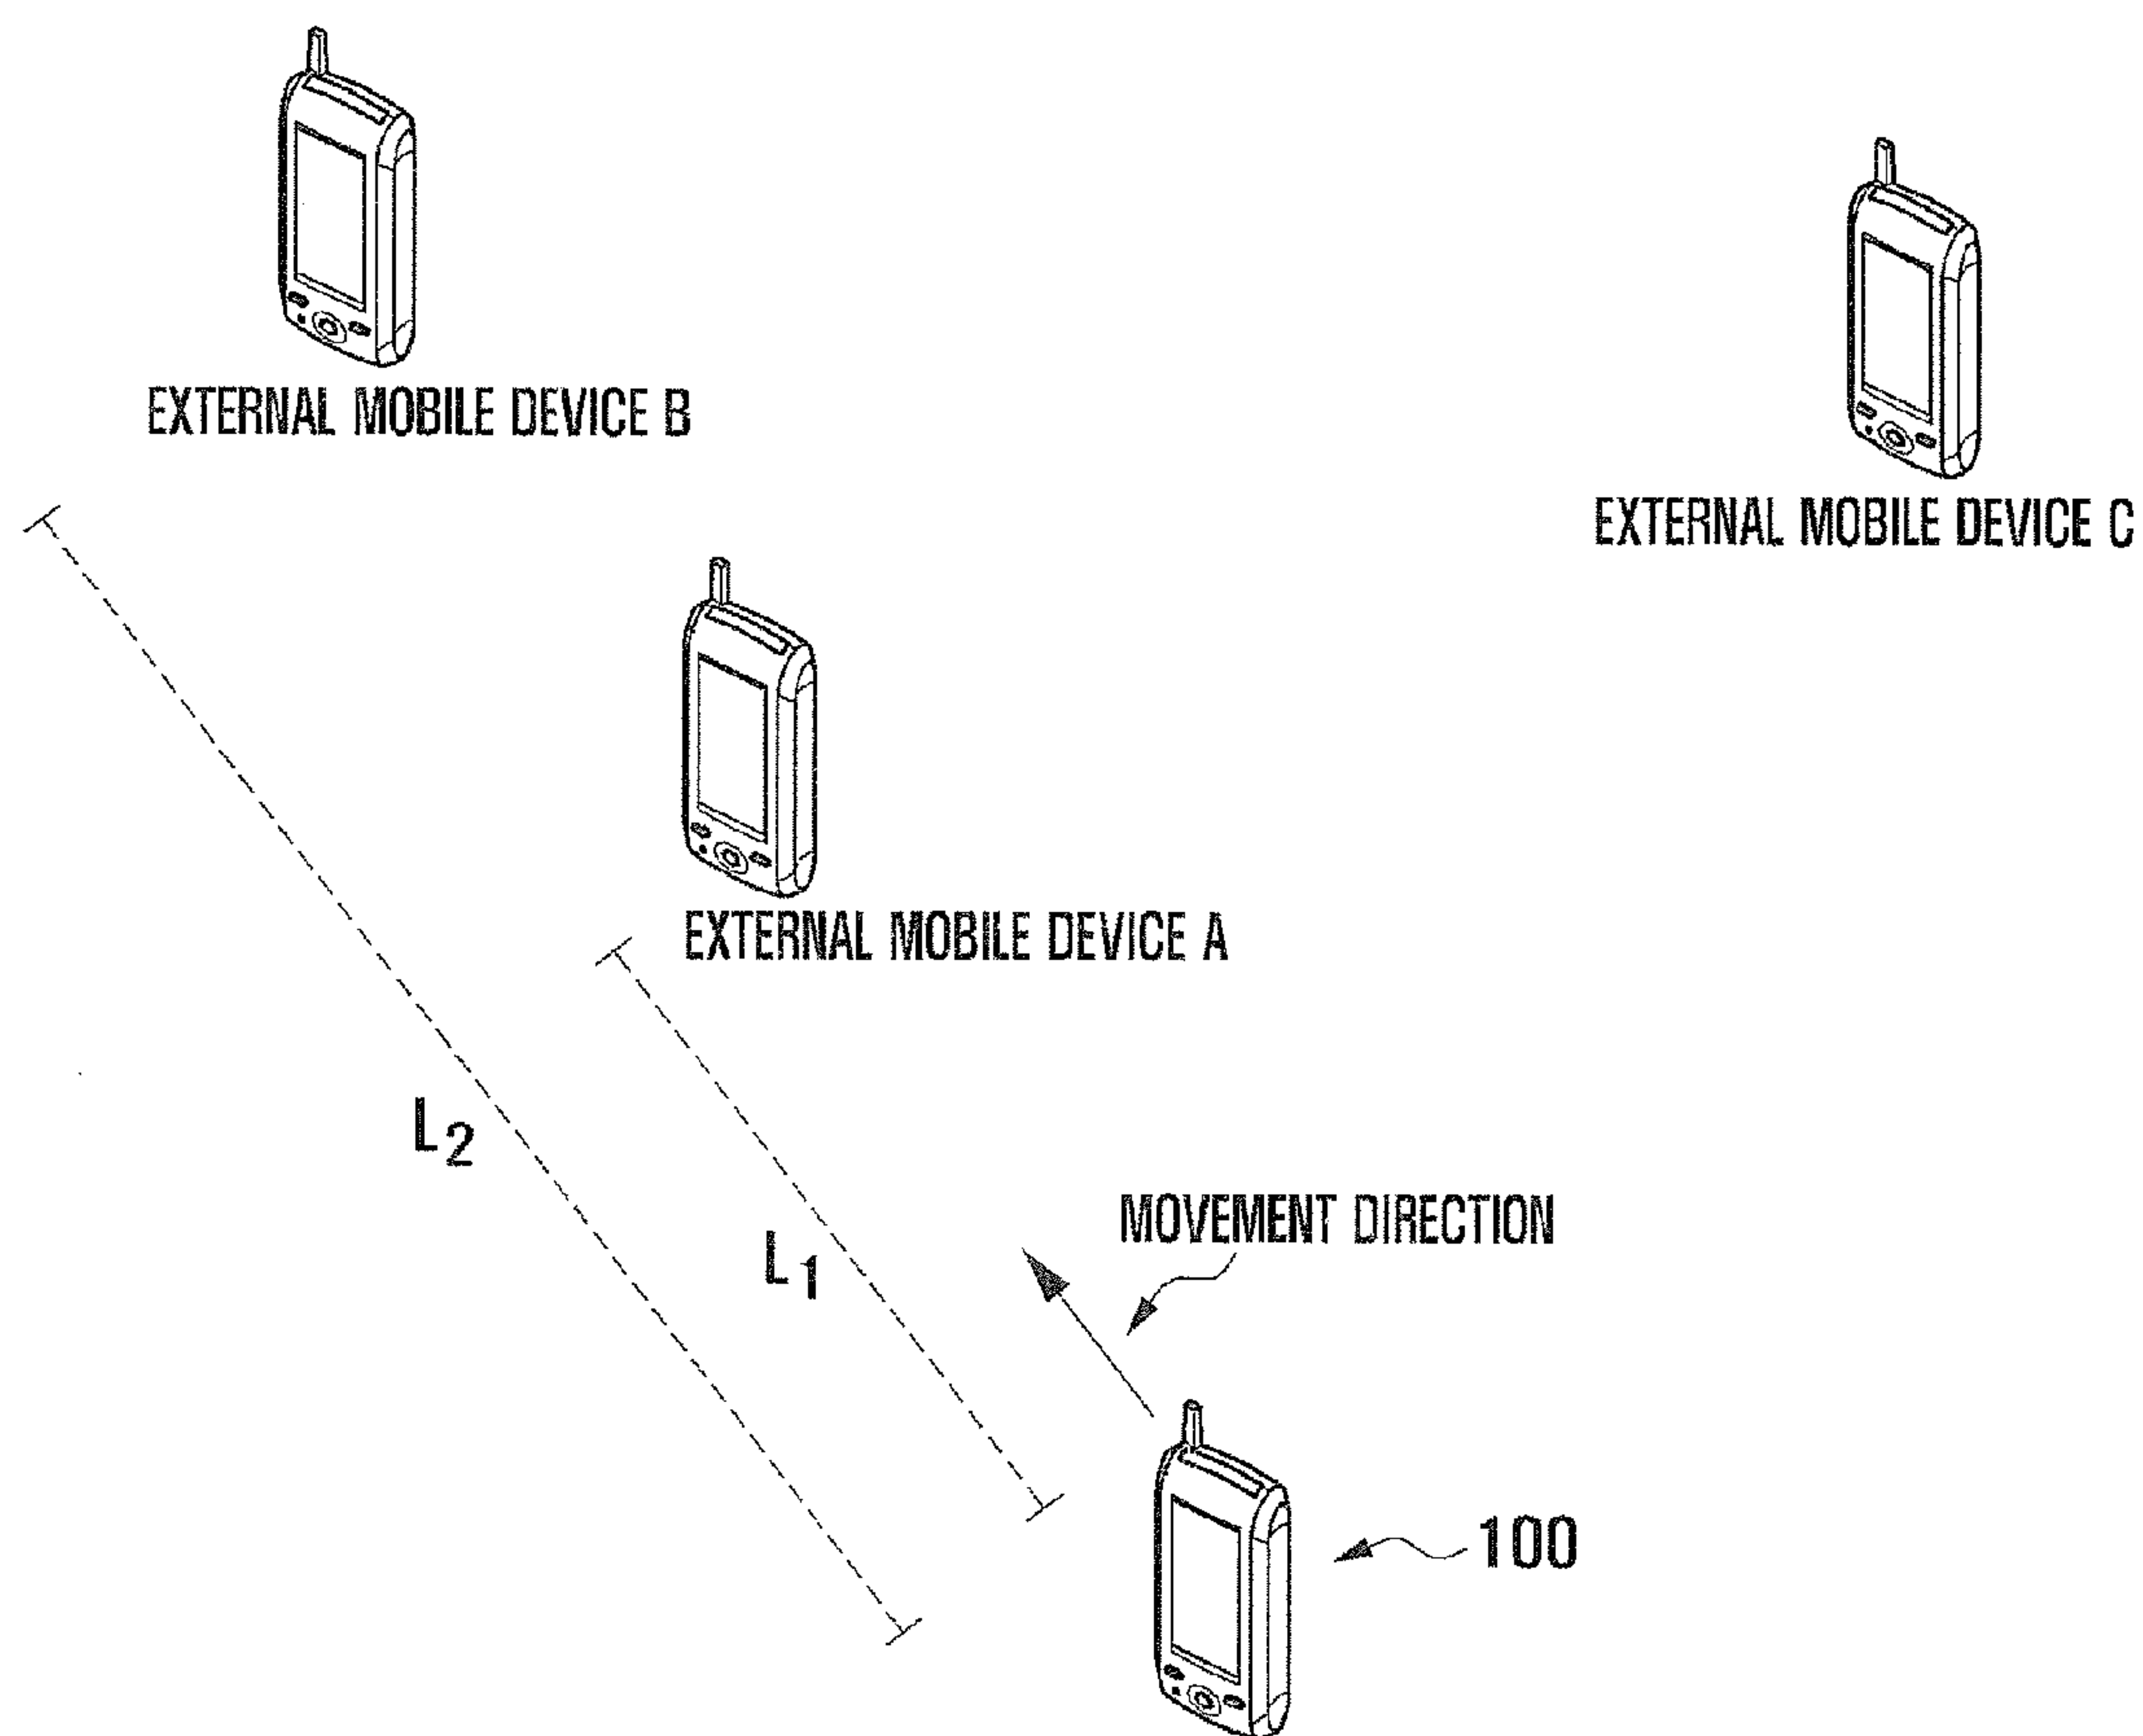 EXTERNAL MOBILE DEVICE B
EXTERNAL MOBILE DEVICE C
EXTERNAL MOBILE DEVICE A
L2
L1
MOVEMENT DIRECTION
100